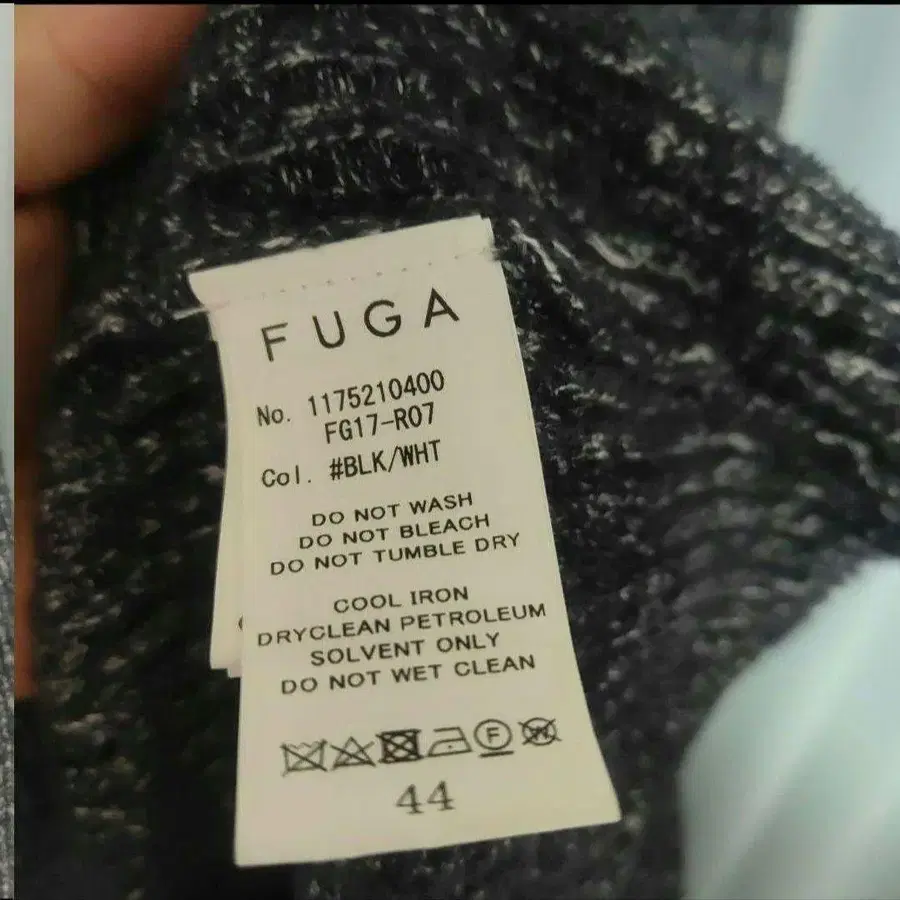 FUGA
No. 1175210400
FG17-R07
Col. #BLK/WHT
DO NOT WASH
DO NOT BLEACH
DO NOT TUMBLE DRY
COOL IRON
DRYCLEAN PETROLEUM
SOLVENT ONLY
DO NOT WET CLEAN
F W
44